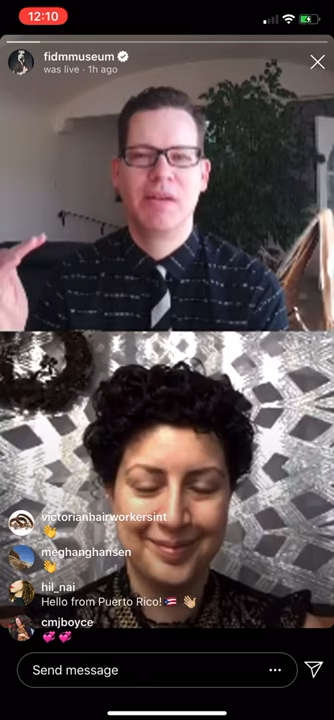 12:10
fidmmuseum
was live · 1h ago
victorianhairworkersint
👋
meghanghansen
👋
hil_nai
Hello from Puerto Rico! 🇵🇷 👋🏼
cmjboyce
💞💞
Send message